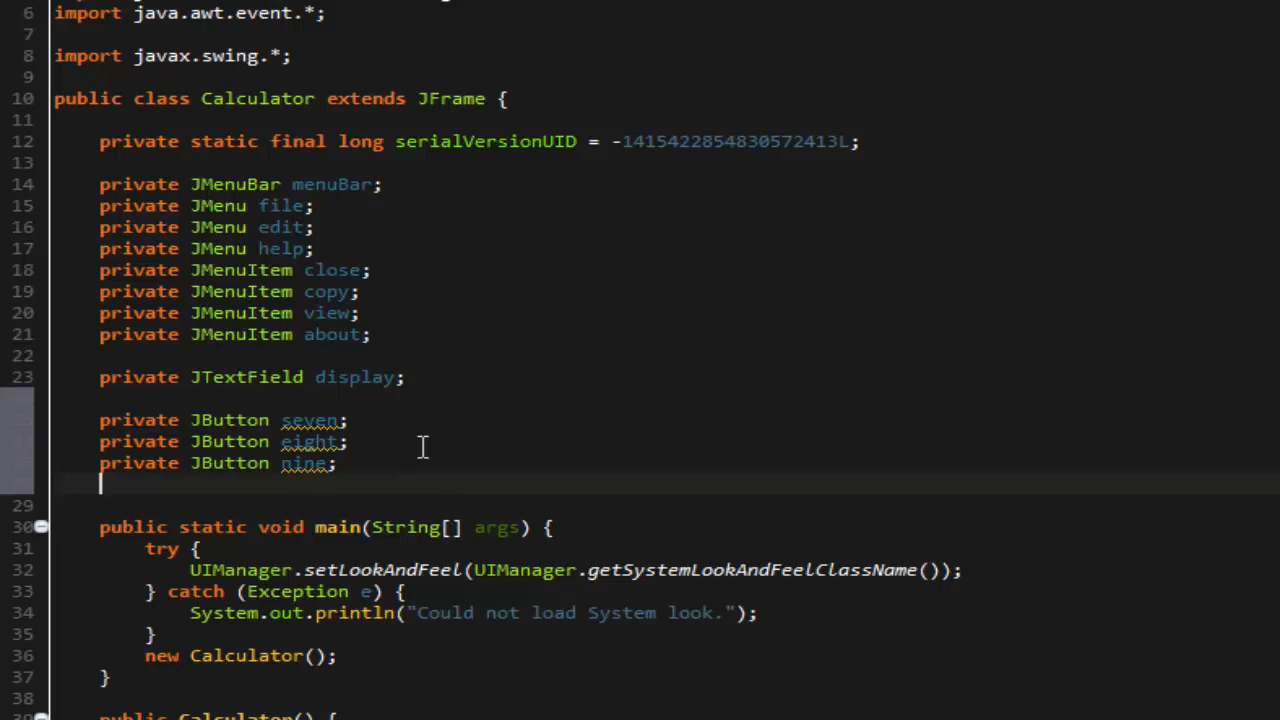 6 import java.awt.event.*;
7
8 import javax.swing.*;
9
10 public class Calculator extends JFrame {
11
12 private static final long serialVersionUID = -1415422854830572413L;
13
14 private JMenuBar menuBar;
15 private JMenu file;
16 private JMenu edit;
17 private JMenu help;
18 private JMenuItem close;
19 private JMenuItem copy;
20 private JMenuItem view;
21 private JMenuItem about;
22
23 private JTextField display;
private JButton seven;
private JButton eight;
private JButton nine;
29
30 public static void main(String[] args) {
31 try {
32 UIManager.setLookAndFeel(UIManager.getSystemLookAndFeelClassName());
33 } catch (Exception e) {
34 System.out.println("Could not load System look.");
35 }
36 new Calculator();
37 }
38
39 public Calculator() {